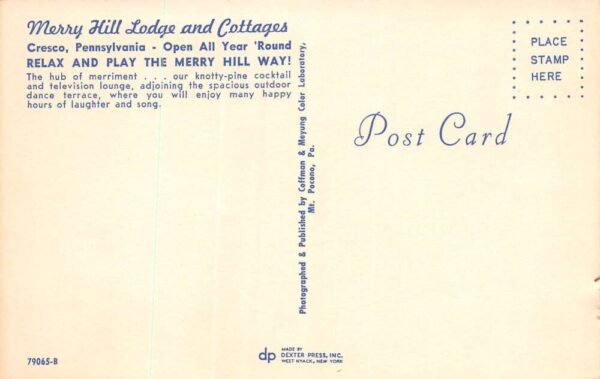 Merry Hill Lodge and Cottages
Cresco, Pennsylvania - Open All Year 'Round
RELAX AND PLAY THE MERRY HILL WAY!
The hub of merriment . . . our knotty-pine cocktail
and television lounge, adjoining the spacious outdoor
dance terrace, where you will enjoy many happy
hours of laughter and song.
Photographed & Published by Coffman & Meyung Color Laboratory,
Mt. Pocono, Pa.
PLACE
STAMP
HERE
Post Card
79065-B
dp
MADE BY
DEXTER PRESS, INC.
WEST NYACK, NEW YORK